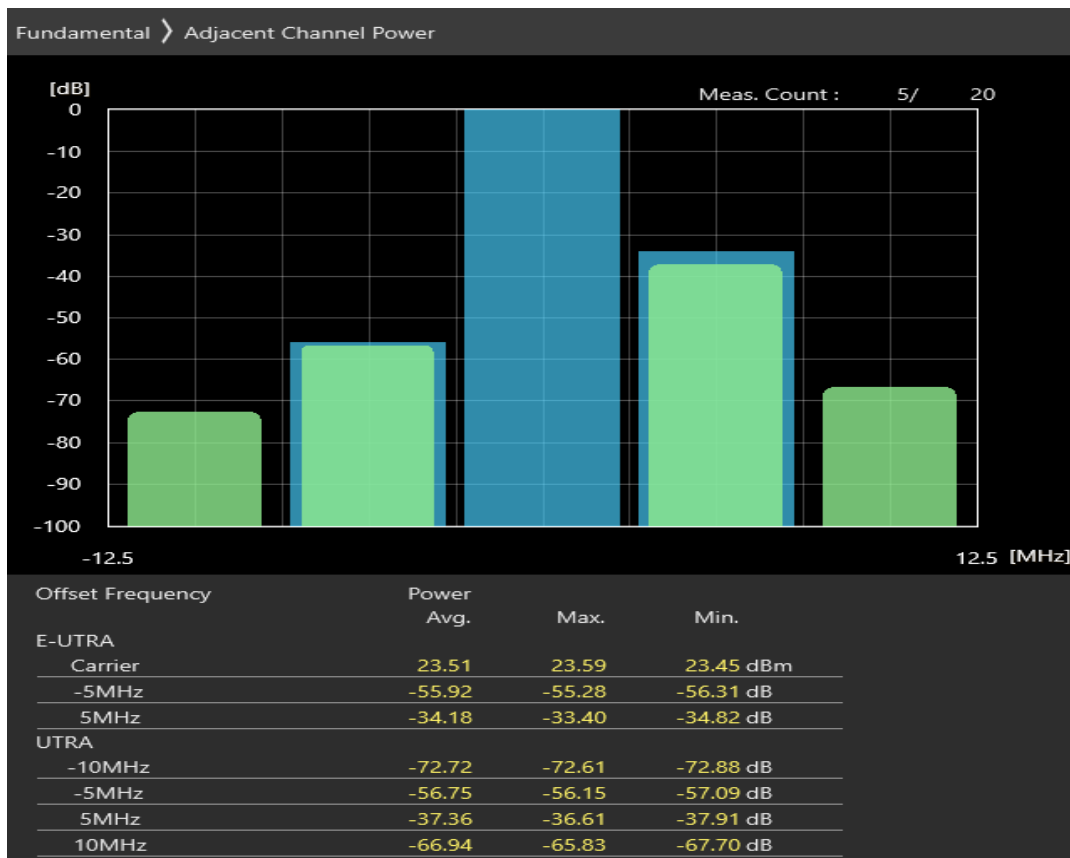 Fundamental 》 Adjacent Channel Power
[dB]
Meas. Count : 5/ 20
0
-10
-20
-30
-40
-50
-60
-70
-80
-90
-100
-12.5 12.5 [MHz]
Offset Frequency Power
Avg. Max. Min.
E-UTRA
Carrier 23.51 23.59 23.45 dBm
-5MHz -55.92 -55.28 -56.31 dB
5MHz -34.18 -33.40 -34.82 dB
UTRA
-10MHz -72.72 -72.61 -72.88 dB
-5MHz -56.75 -56.15 -57.09 dB
5MHz -37.36 -36.61 -37.91 dB
10MHz -66.94 -65.83 -67.70 dB